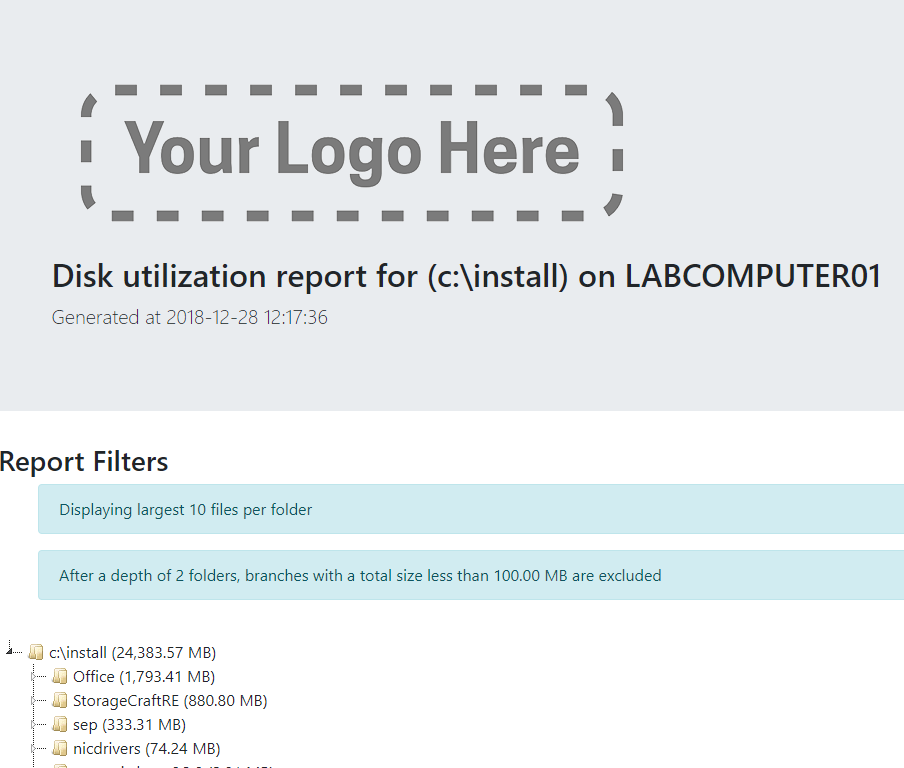 Your Logo Here
Disk utilization report for (c:\install) on LABCOMPUTER01
Generated at 2018-12-28 12:17:36
Report Filters
Displaying largest 10 files per folder
After a depth of 2 folders, branches with a total size less than 100.00 MB are excluded
c:\install (24,383.57 MB)
Office (1,793.41 MB)
StorageCraftRE (880.80 MB)
sep (333.31 MB)
nicdrivers (74.24 MB)